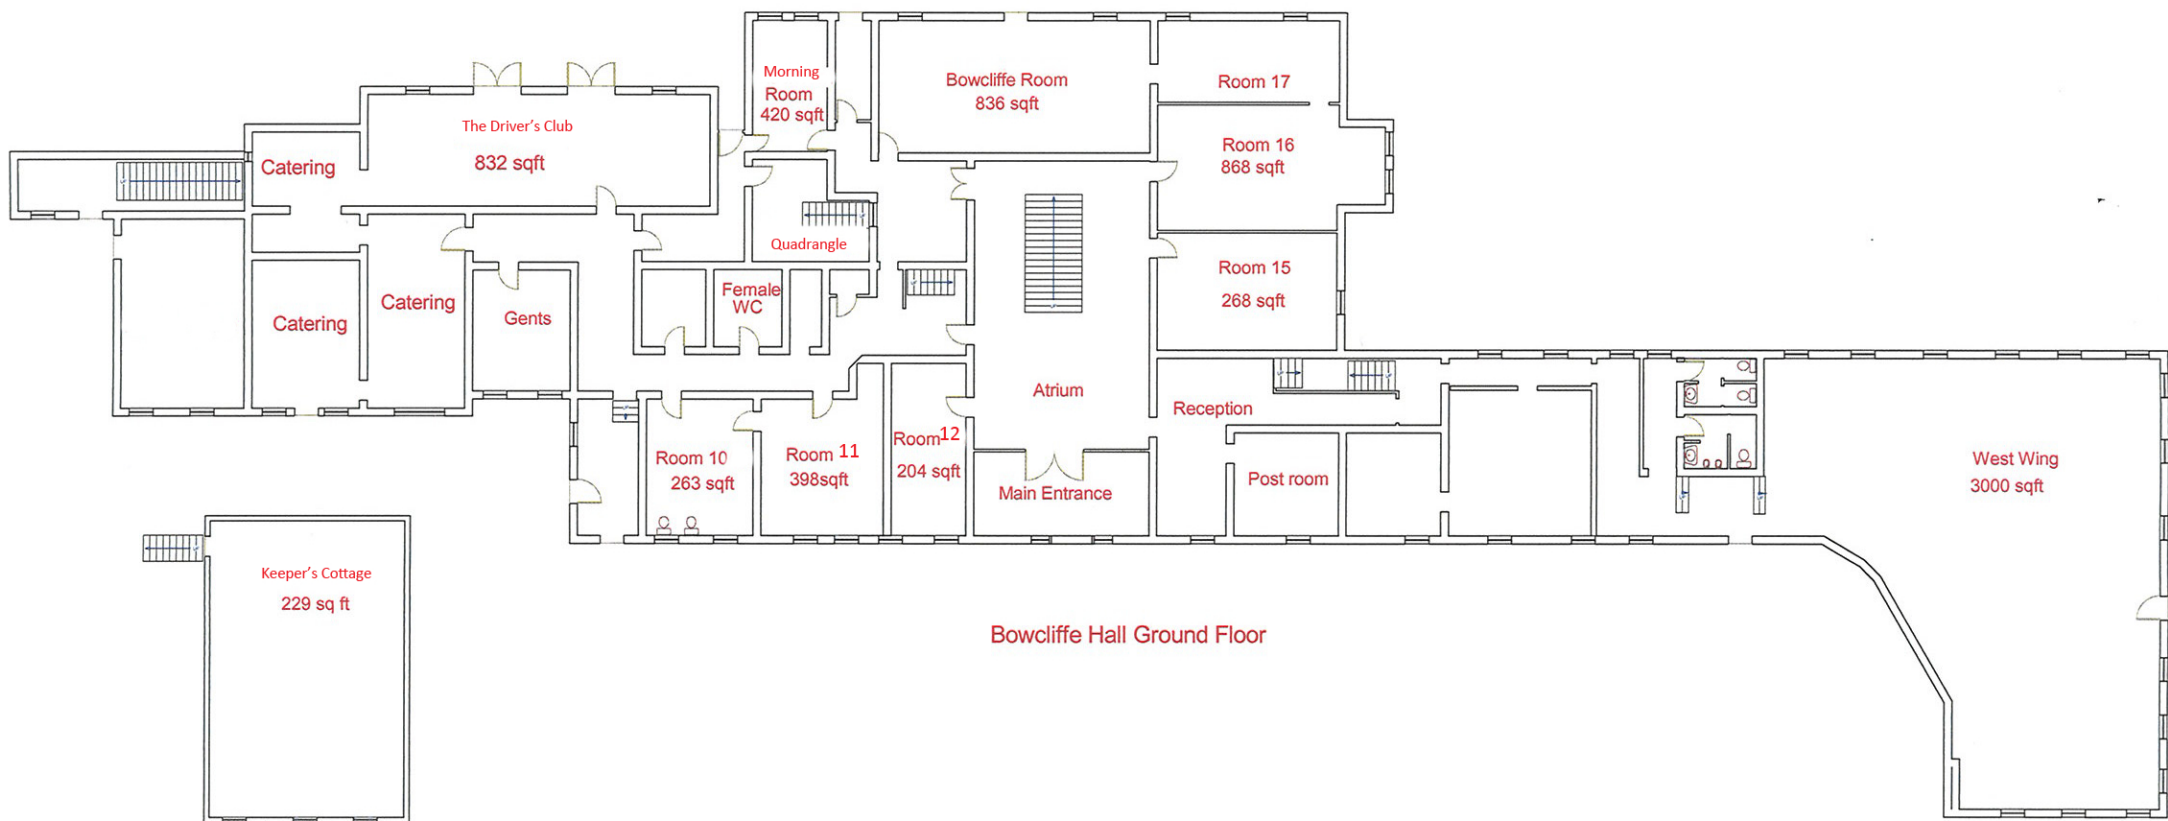 Morning
Room
420 sqft
Bowcliffe Room
836 sqft
Room 17
The Driver's Club
832 sqft
Catering
Room 16
868 sqft
Quadrangle
Room 15
268 sqft
Female
WC
Catering
Catering
Gents
Atrium
Reception
Room 10
263 sqft
Room 11
398sqft
Room 12
204 sqft
Main Entrance
Post room
West Wing
3000 sqft
Keeper's Cottage
229 sq ft
Bowcliffe Hall Ground Floor